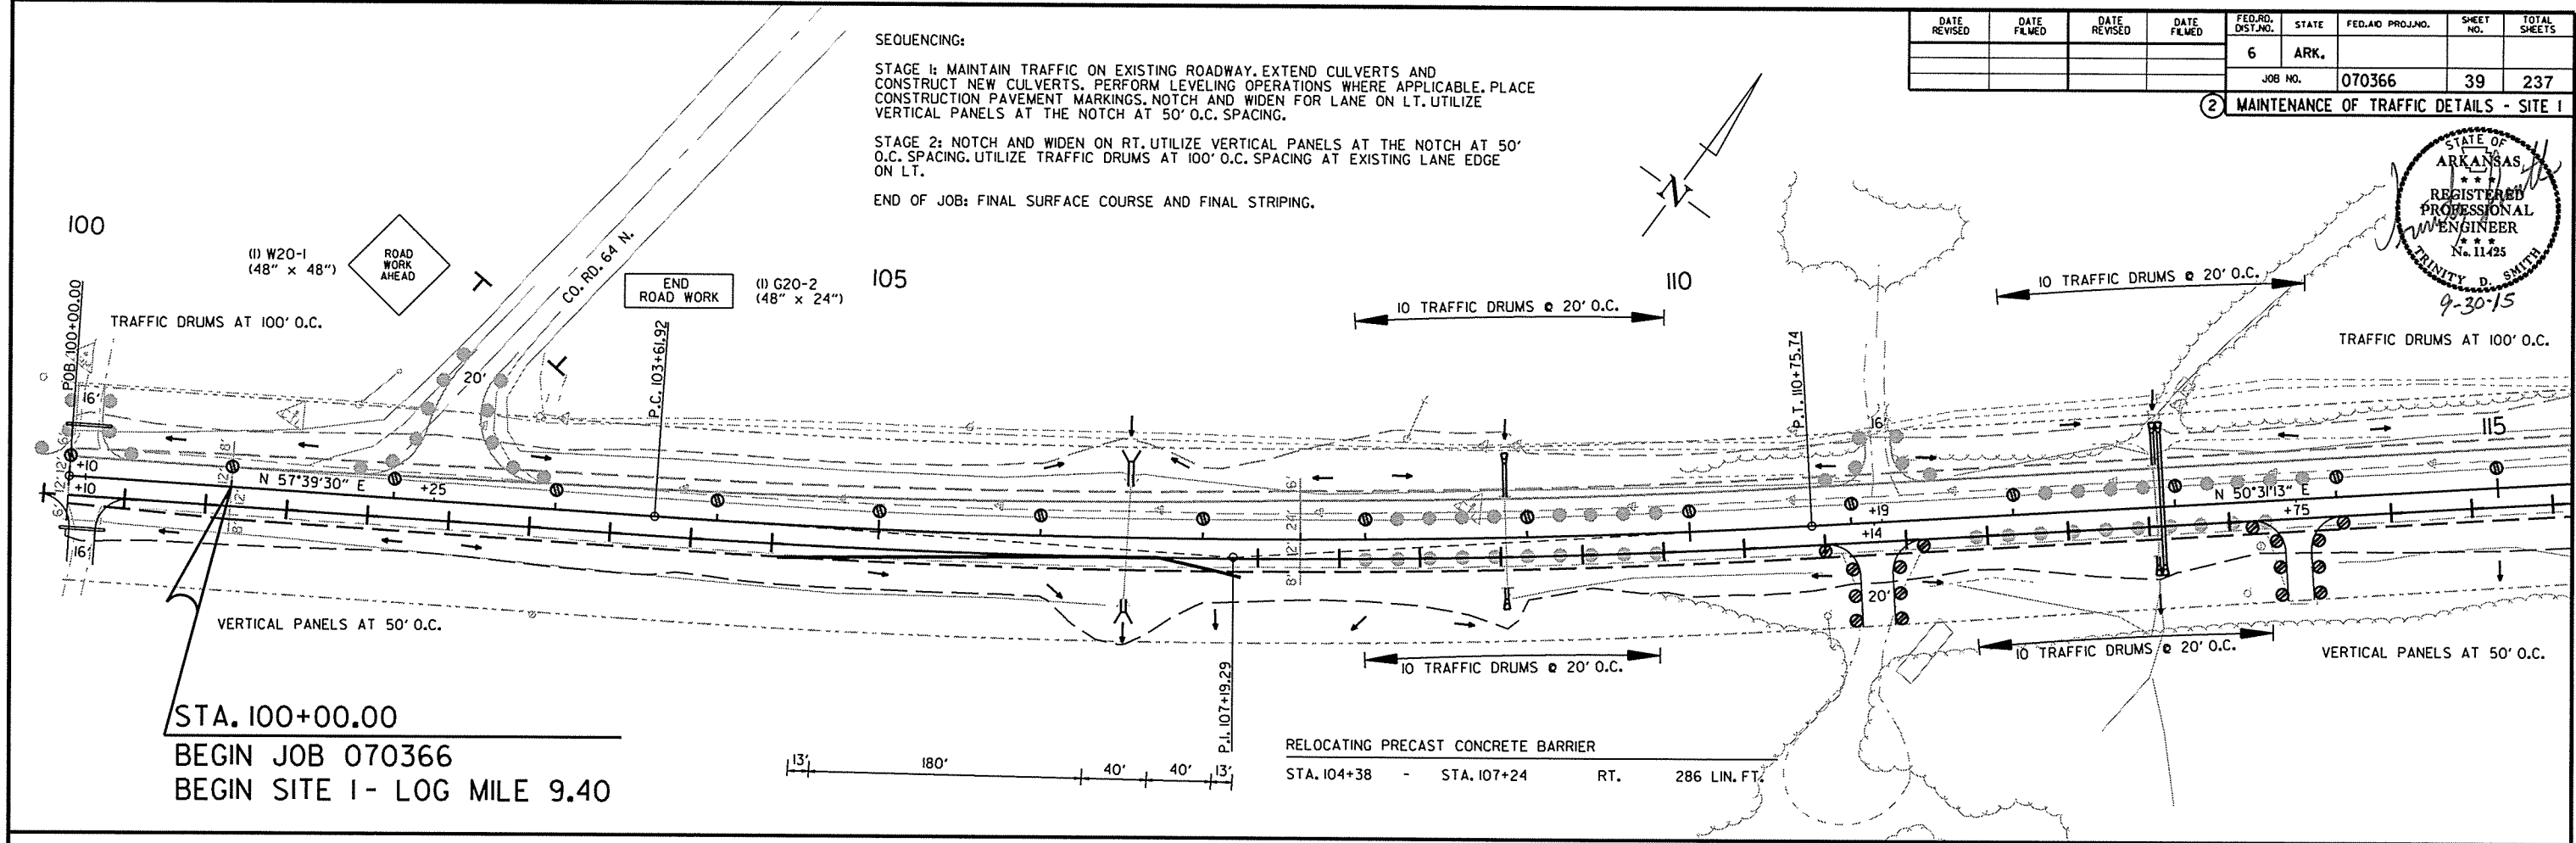 DATE REVISED
DATE FILMED
DATE REVISED
DATE FILMED
FED.RD. DIST.NO.
STATE
FED.AID PROJ.NO.
SHEET NO.
TOTAL SHEETS
6
ARK.
JOB NO.
070366
39
237
2 MAINTENANCE OF TRAFFIC DETAILS - SITE 1
SEQUENCING:
STAGE 1: MAINTAIN TRAFFIC ON EXISTING ROADWAY. EXTEND CULVERTS AND
CONSTRUCT NEW CULVERTS. PERFORM LEVELING OPERATIONS WHERE APPLICABLE. PLACE
CONSTRUCTION PAVEMENT MARKINGS. NOTCH AND WIDEN FOR LANE ON LT. UTILIZE
VERTICAL PANELS AT THE NOTCH AT 50' O.C. SPACING.
STAGE 2: NOTCH AND WIDEN ON RT. UTILIZE VERTICAL PANELS AT THE NOTCH AT 50'
O.C. SPACING. UTILIZE TRAFFIC DRUMS AT 100' O.C. SPACING AT EXISTING LANE EDGE
ON LT.
END OF JOB: FINAL SURFACE COURSE AND FINAL STRIPING.
STATE OF
ARKANSAS
★ ★ ★
REGISTERED
PROFESSIONAL
ENGINEER
★ ★ ★
No. 11425
TRINITY D. SMITH
9-30-15
N
100
105
110
115
(1) W20-1
(48" x 48")
ROAD
WORK
AHEAD
CO. RD. 64 N.
END
ROAD WORK
(1) G20-2
(48" x 24")
TRAFFIC DRUMS AT 100' O.C.
10 TRAFFIC DRUMS @ 20' O.C.
10 TRAFFIC DRUMS @ 20' O.C.
TRAFFIC DRUMS AT 100' O.C.
POB 100+00.00
P.C. 103+61.92
P.T. 110+75.74
P.I. 107+19.29
16'
20'
16'
6'
12'
12'
6'
+10
+10
16'
8'
12'
12'
8'
N 57°39'30" E
+25
6'
24'
12'
8'
+19
+14
20'
N 50°31'13" E
+75
VERTICAL PANELS AT 50' O.C.
10 TRAFFIC DRUMS @ 20' O.C.
10 TRAFFIC DRUMS @ 20' O.C.
VERTICAL PANELS AT 50' O.C.
STA. 100+00.00
BEGIN JOB 070366
BEGIN SITE 1 - LOG MILE 9.40
13'
180'
40'
40'
13'
RELOCATING PRECAST CONCRETE BARRIER
STA. 104+38 - STA. 107+24 RT. 286 LIN. FT.